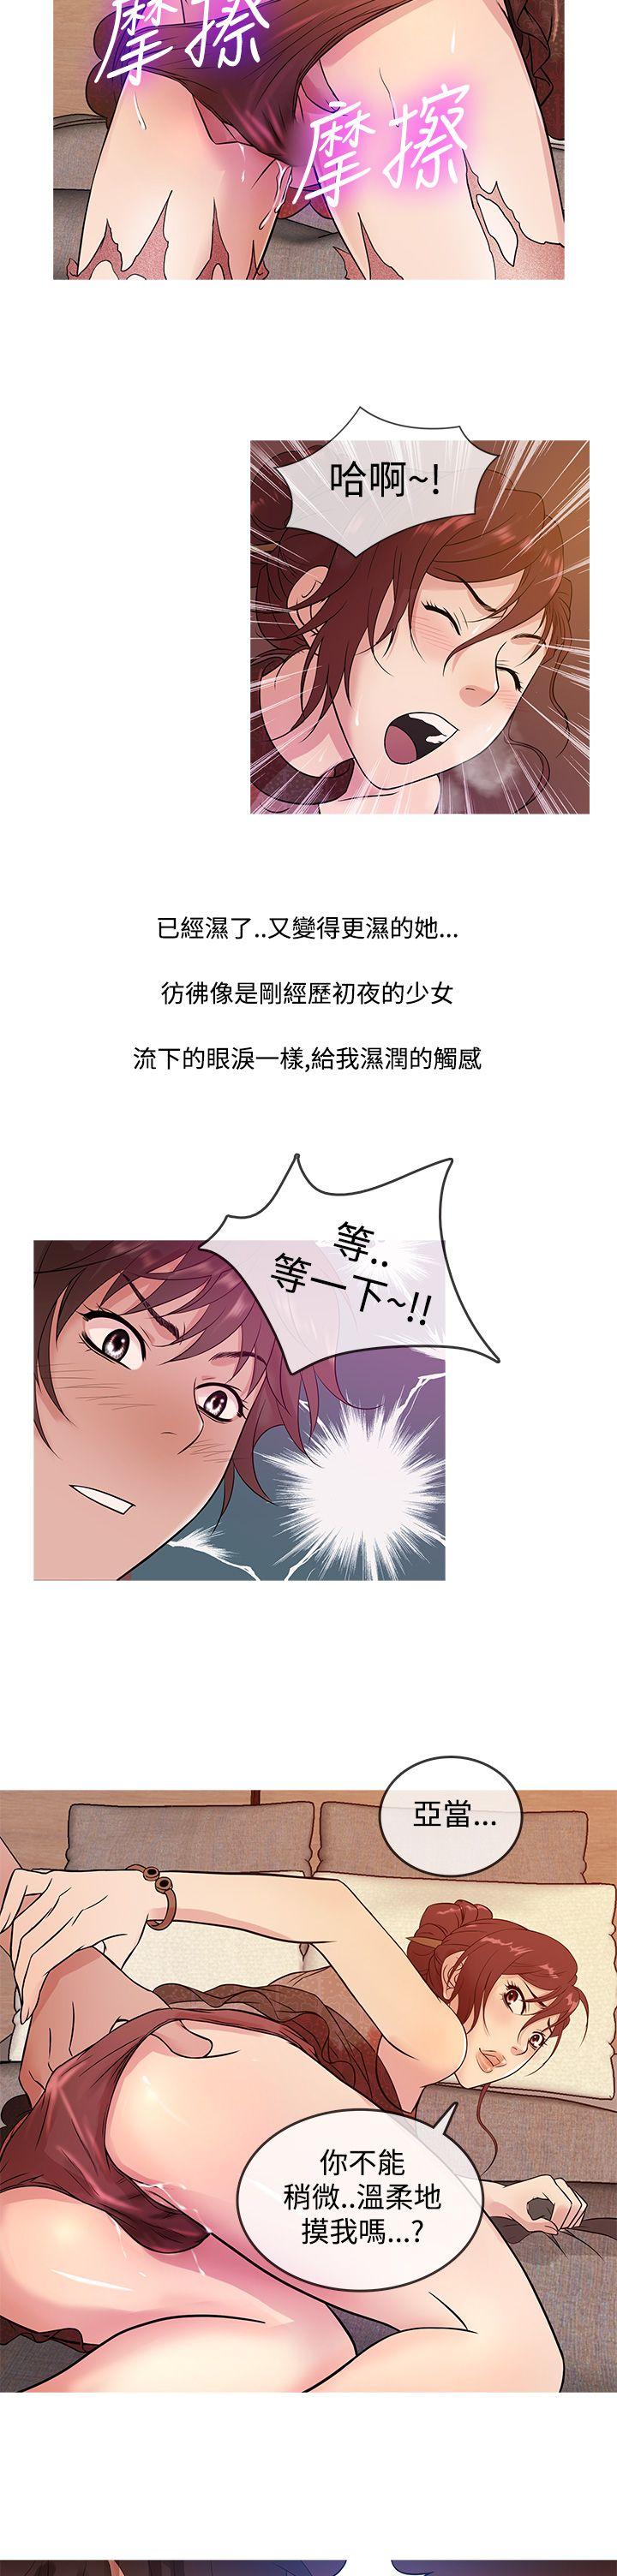 摩擦
摩擦
哈啊~!
已經濕了..又變得更濕的她...
彷彿像是剛經歷初夜的少女
流下的眼淚一樣,給我濕潤的觸感
等..
等一下~!!
亞當...
你不能
稍微..溫柔地
摸我嗎...?